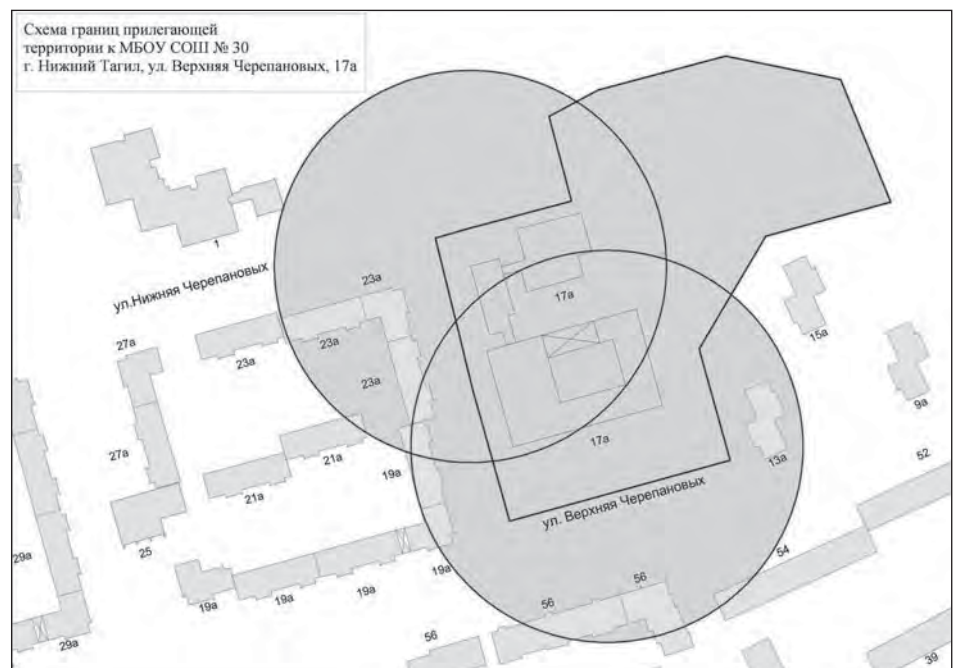 Схема границ прилегающей
территории к МБОУ СОШ № 30
г. Нижний Тагил, ул. Верхняя Черепановых, 17а
1
ул.Нижняя Черепановых
23а
27а
23а
23а
17а
15а
23а
9а
27а
21а
19а
17а
13а
52
21а
ул. Верхняя Черепановых
25
29а
19а
54
19а
19а
19а
56
56
29а
56
39